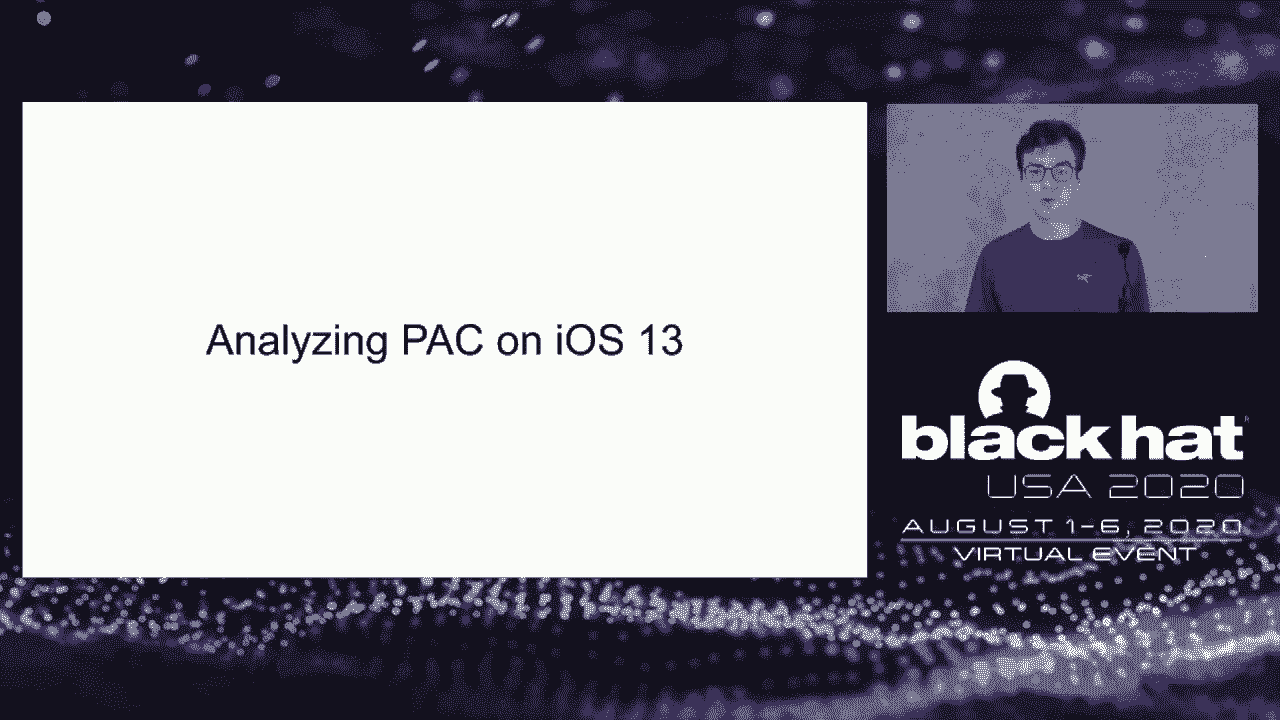 Analyzing PAC on iOS 13
black hat
USA 2020
AUGUST 1-6, 2020
VIRTUAL EVENT